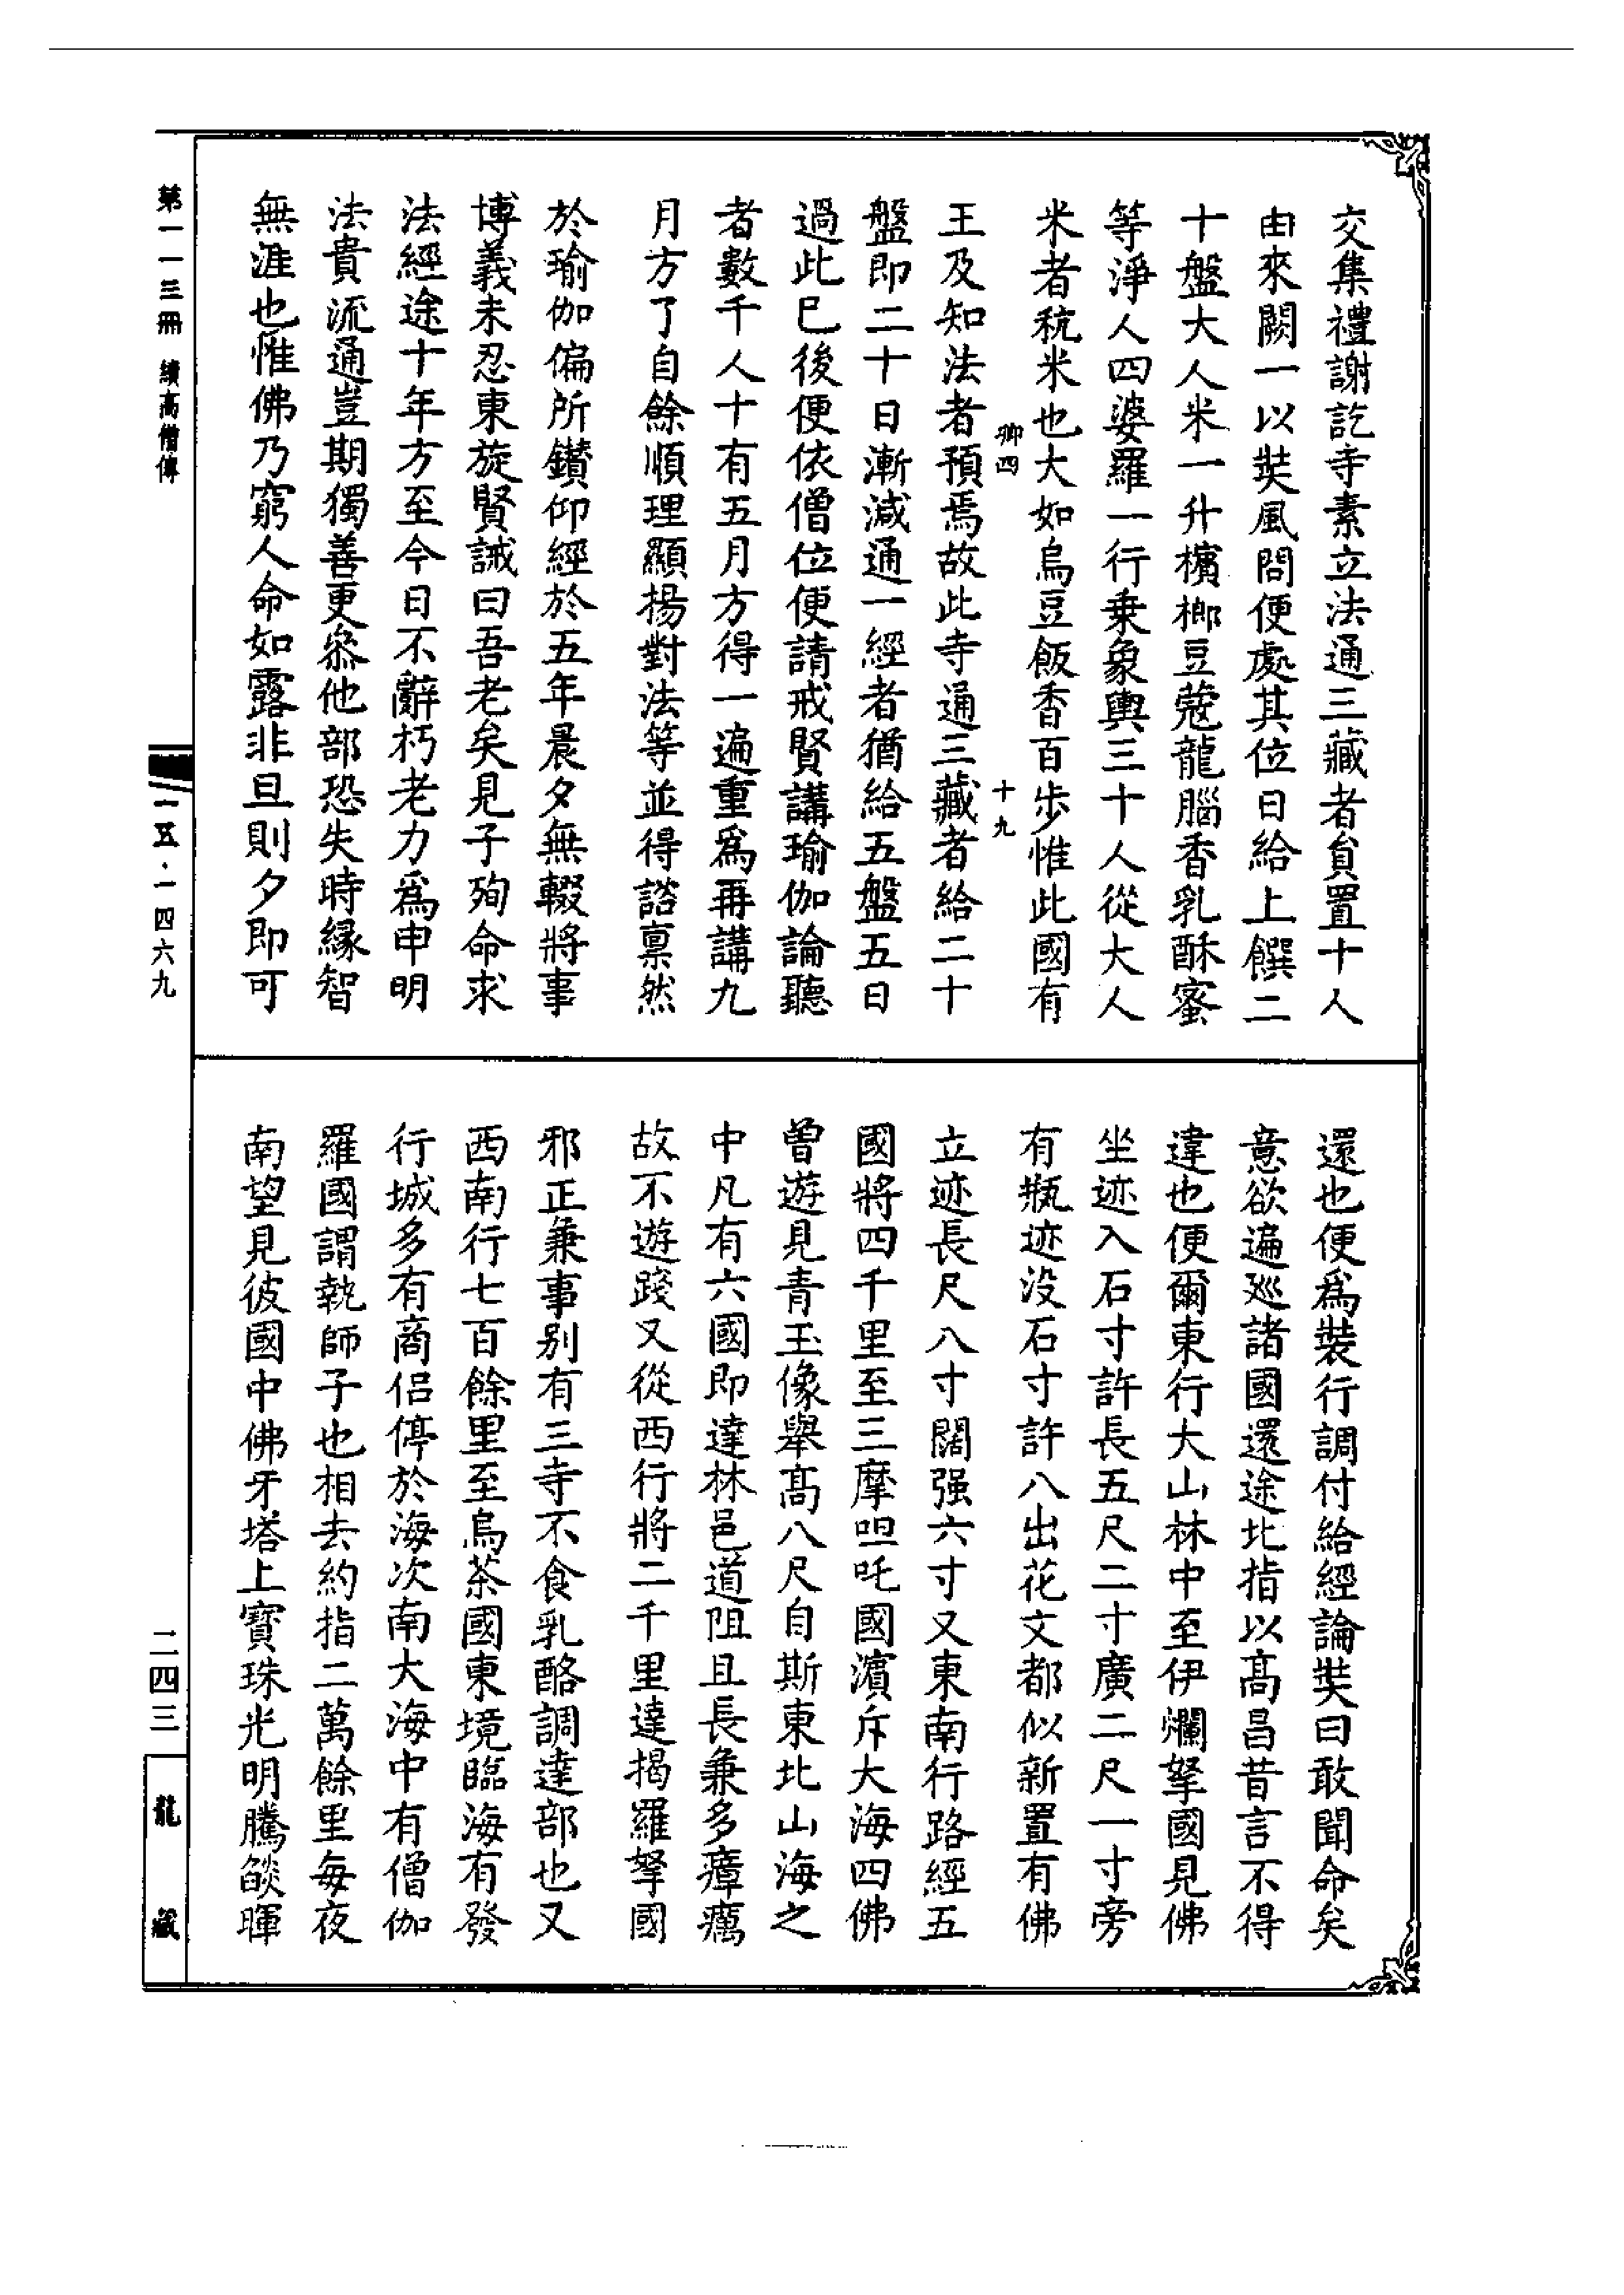 交集禮謝訖寺素立法通三藏者貟置十人
由來闕一以奘風問便處其位日給上饌二
十盤大人米一升檳榔豆蔻龍腦香乳酥蜜
等淨人四婆羅一行乗象輿三十人從大人
米者秔米也大如烏豆飯香百步惟此國有
卿四
十九
王及知法者預焉故此寺通三藏者給二十
盤即二十日漸減通一經者猶給五盤五日
過此已後便依僧位便請戒賢講瑜伽論聽
者數千人十有五月方得一遍重爲再講九
月方了自餘順理顯揚對法等並得諮稟然
於瑜伽偏所鑚仰經於五年晨夕無輟將事
博義未忍東旋賢誡曰吾老矣見子殉命求
法經途十年方至今日不辭朽老力爲申明
法貴流通豈期獨善更叅他部恐失時緣智
無涯也惟佛乃窮人命如露非旦則夕即可
還也便爲裝行調付給經論奘曰敢聞命矣
意欲遍廵諸國還途北指以高昌昔言不得
違也便爾東行大山林中至伊爛拏國見佛
坐迹入石寸許長五尺二寸廣二尺一寸旁
有瓶迹没石寸許八出花文都似新置有佛
立迹長尺八寸闊强六寸又東南行路經五
國將四千里至三摩呾吒國濱斥大海四佛
曽遊見青玉像舉髙八尺自斯東北山海之
中凡有六國即達林邑道阻且長兼多瘴癘
故不遊踐又從西行將二千里達揭羅拏國
邪正兼事别有三寺不食乳酪調達部也又
西南行七百餘里至烏荼國東境臨海有發
行城多有商侣停於海次南大海中有僧伽
羅國謂執師子也相去約指二萬餘里每夜
南望見彼國中佛牙塔上寳珠光明騰燄暉
第一一三冊 續高僧傳
一五·一四六九
二四三
龍藏